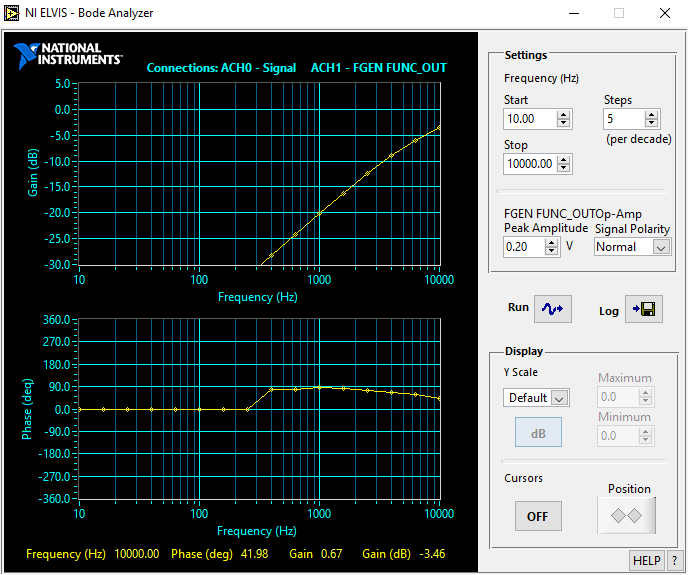 NI ELVIS - Bode Analyzer
NATIONAL
INSTRUMENTS™
Connections: ACH0 - Signal ACH1 - FGEN FUNC_OUT
5.0
0.0
-5.0
-10.0
-15.0
-20.0
-25.0
-30.0
Gain (dB)
10 100 1000 10000
Frequency (Hz)
360.0
270.0
180.0
90.0
0.0
-90.0
-180.0
-270.0
-360.0
Phase (deq)
10 100 1000 10000
Frequency (Hz)
Frequency (Hz) 10000.00 Phase (deg) 41.98 Gain 0.67 Gain (dB) -3.46
Settings
Frequency (Hz)
Start Steps
10.00 5
(per decade)
Stop
10000.00
FGEN FUNC_OUT Op-Amp
Peak Amplitude Signal Polarity
0.20 V Normal
Run Log
Display
Y Scale
Default
dB
Maximum
0.0
Minimum
0.0
Cursors
OFF
Position
HELP ?